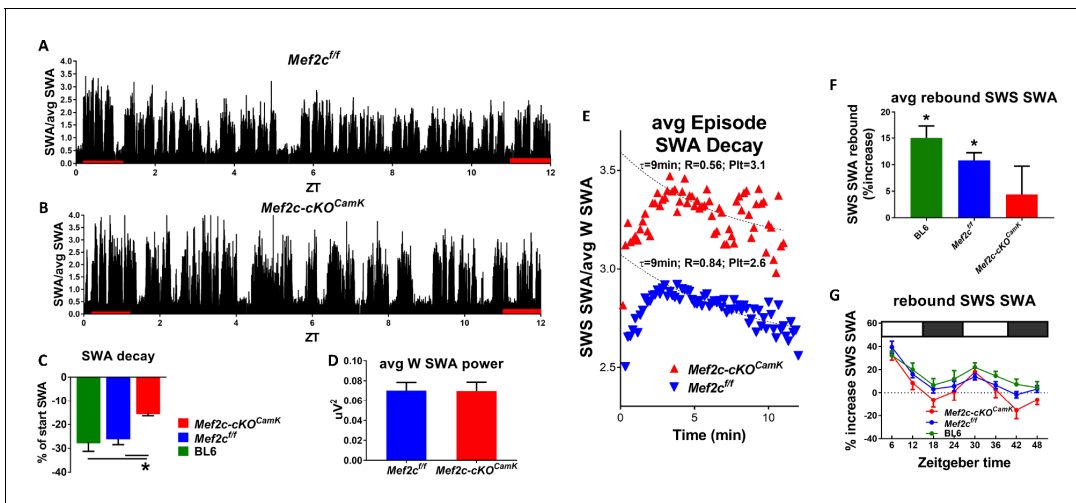 A
Mef2c^f/f
SWA/avg SWA
4.0
3.5
3.0
2.5
2.0
1.5
1.0
0.5
0.0
0 2 4 6 8 10 12
ZT
B
Mef2c-cKO^CamK
SWA/avg SWA
4.0
3.5
3.0
2.5
2.0
1.5
1.0
0.5
0.0
0 2 4 6 8 10 12
ZT
C
SWA decay
% of start SWA
0
-10
-20
-30
-40
*
Mef2c-cKO^CamK
Mef2c^f/f
BL6
D
avg W SWA power
uV²
0.10
0.08
0.06
0.04
0.02
0.00
Mef2c^f/f Mef2c-cKO^CamK
E
avg Episode
SWA Decay
τ=9min; R=0.56; Plt=3.1
τ=9min; R=0.84; Plt=2.6
SWS SWA/avg W SWA
3.5
3.0
2.5
Mef2c-cKO^CamK
Mef2c^f/f
0 5 10
Time (min)
F
avg rebound SWS SWA
SWS SWA rebound
(%increase)
20
15
10
5
0
* *
BL6
Mef2c^f/f
Mef2c-cKO^CamK
G
rebound SWS SWA
% increase SWS SWA
60
40
20
0
-20
-40
Mef2c-cKO^CamK
Mef2c^f/f
BL6
6 12 18 24 30 36 42 48
Zeitgeber time